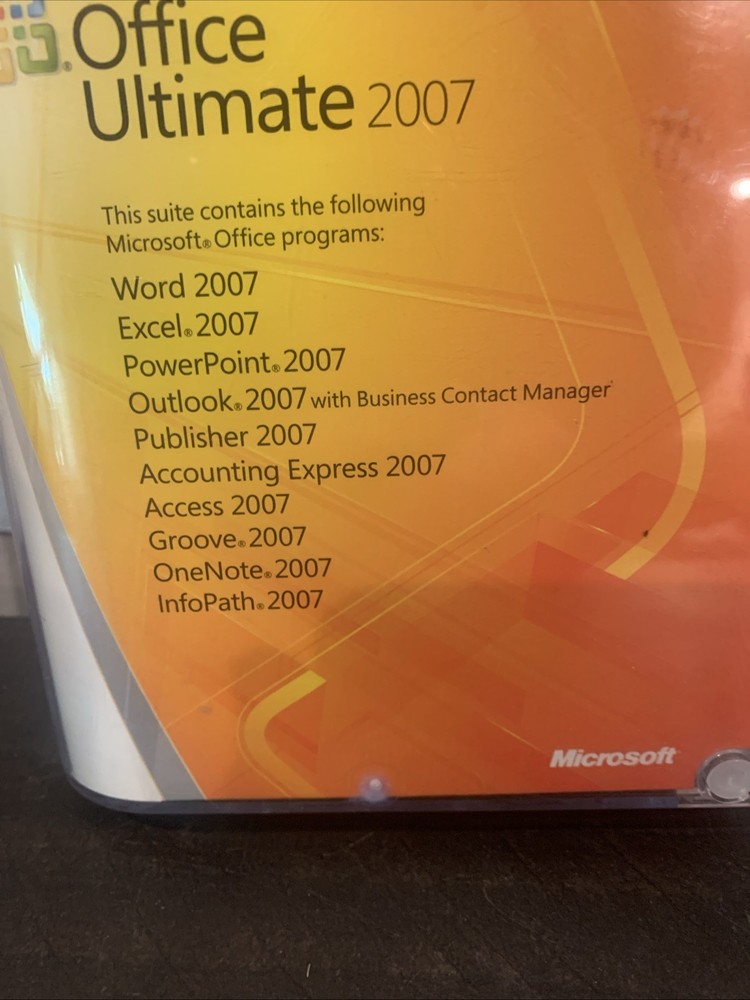 Office
Ultimate 2007
This suite contains the following
Microsoft® Office programs:
Word 2007
Excel® 2007
PowerPoint® 2007
Outlook® 2007 with Business Contact Manager
Publisher 2007
Accounting Express 2007
Access 2007
Groove® 2007
OneNote® 2007
InfoPath® 2007
Microsoft